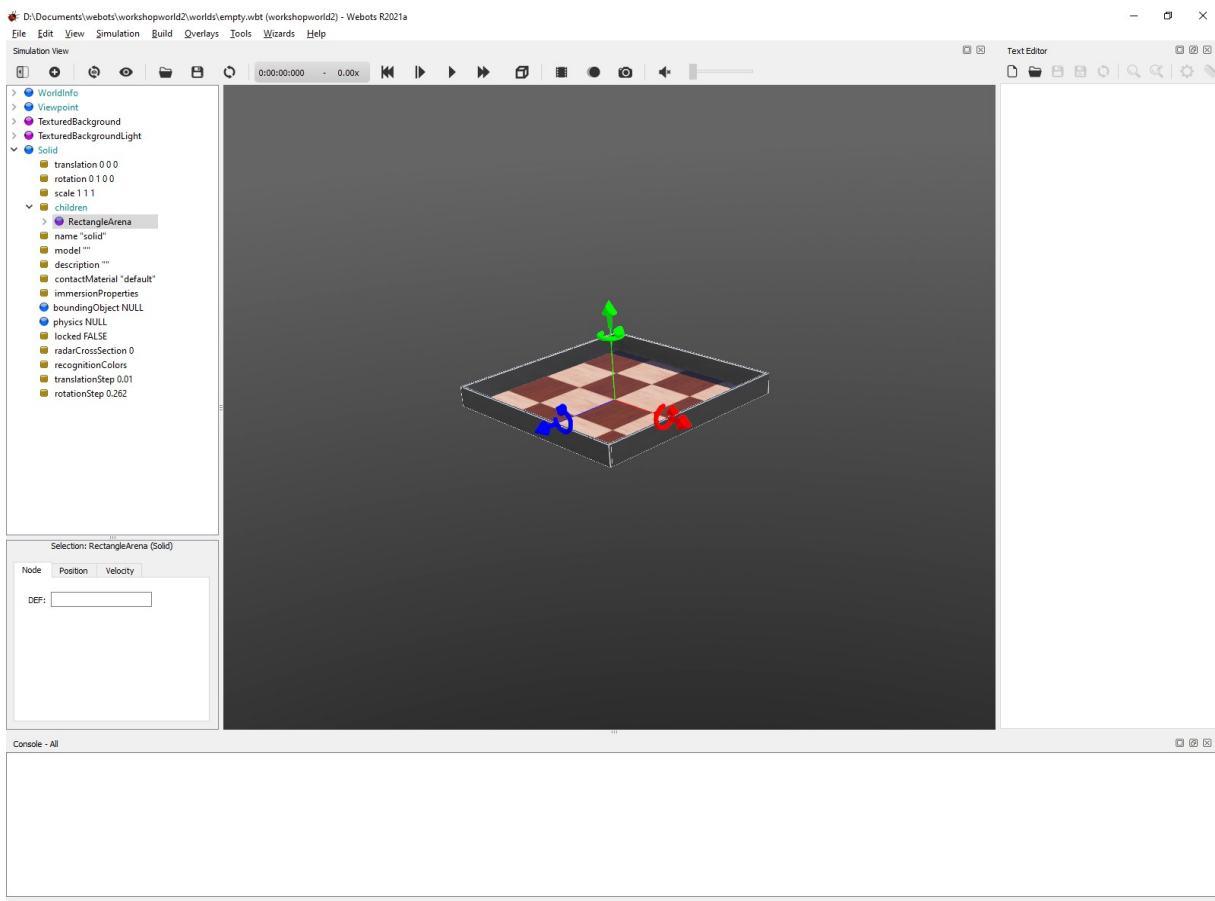 D:\Documents\webots\workshopworld2\worlds\empty.wbt (workshopworld2) - Webots R2021a
File Edit View Simulation Build Overlays Tools Wizards Help
Simulation View
Text Editor
0:00:00:000 - 0.00x
WorldInfo
Viewpoint
TexturedBackground
TexturedBackgroundLight
Solid
translation 0 0 0
rotation 0 1 0 0
scale 1 1 1
children
RectangleArena
name "solid"
model ""
description ""
contactMaterial "default"
immersionProperties
boundingObject NULL
physics NULL
locked FALSE
radarCrossSection 0
recognitionColors
translationStep 0.01
rotationStep 0.262
Selection: RectangleArena (Solid)
Node Position Velocity
DEF:
Console - All